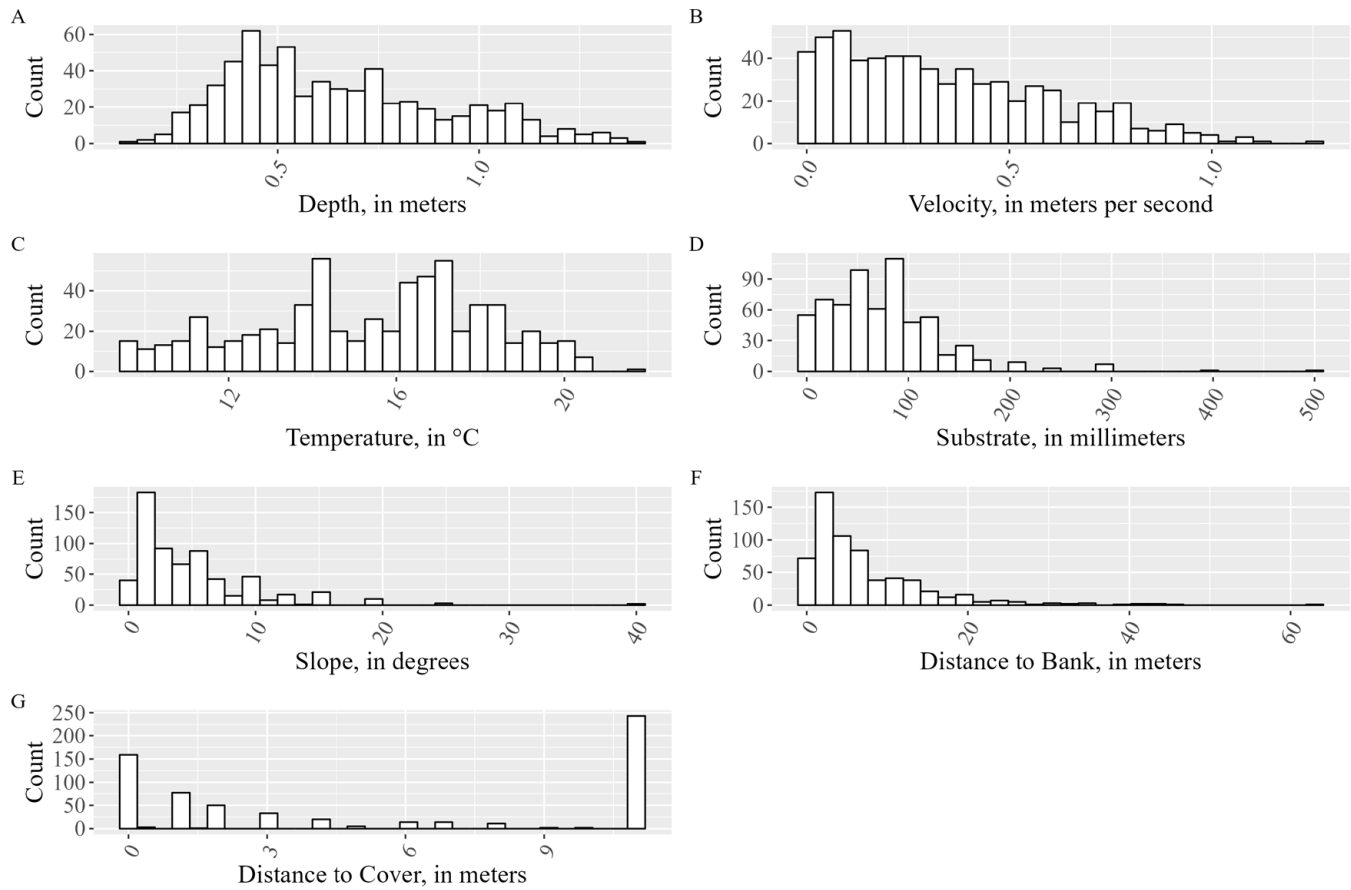 A
Count
60
40
20
0
0.5
1.0
Depth, in meters
B
Count
40
20
0
0.0
0.5
1.0
Velocity, in meters per second
C
Count
40
20
0
12
16
20
Temperature, in °C
D
Count
90
60
30
0
0
100
200
300
400
500
Substrate, in millimeters
E
Count
150
100
50
0
0
10
20
30
40
Slope, in degrees
F
Count
150
100
50
0
0
20
40
60
Distance to Bank, in meters
G
Count
250
200
150
100
50
0
0
3
6
9
Distance to Cover, in meters